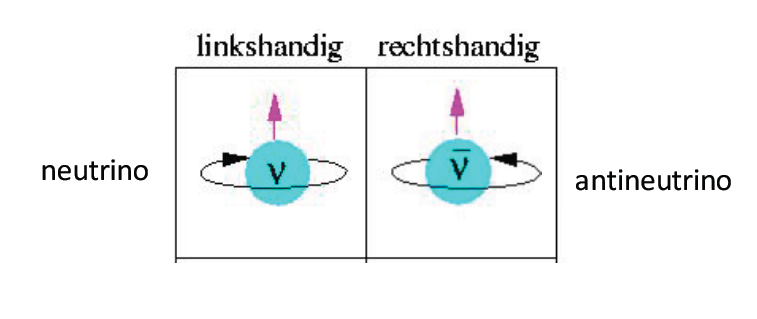 linkshandig rechtshandig
neutrino
ν ν̄
antineutrino